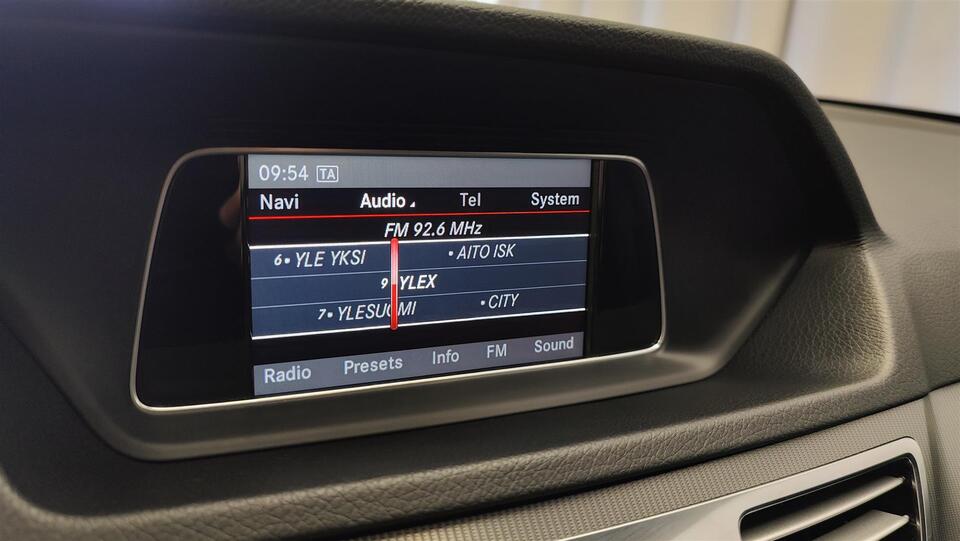 09:54 TA
Navi Audio Tel System
FM 92.6 MHz
6• YLE YKSI • AITO ISK
9 YLEX
7• YLESUOMI • CITY
Radio Presets Info FM Sound